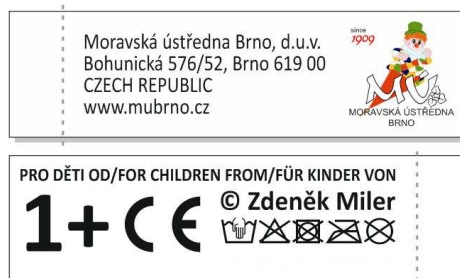 Moravská ústředna Brno, d.u.v.
Bohunická 576/52, Brno 619 00
CZECH REPUBLIC
www.mubrno.cz
since
1909
MU
MORAVSKÁ ÚSTŘEDNA
BRNO
PRO DĚTI OD/FOR CHILDREN FROM/FÜR KINDER VON
1+ CE
© Zdeněk Miler